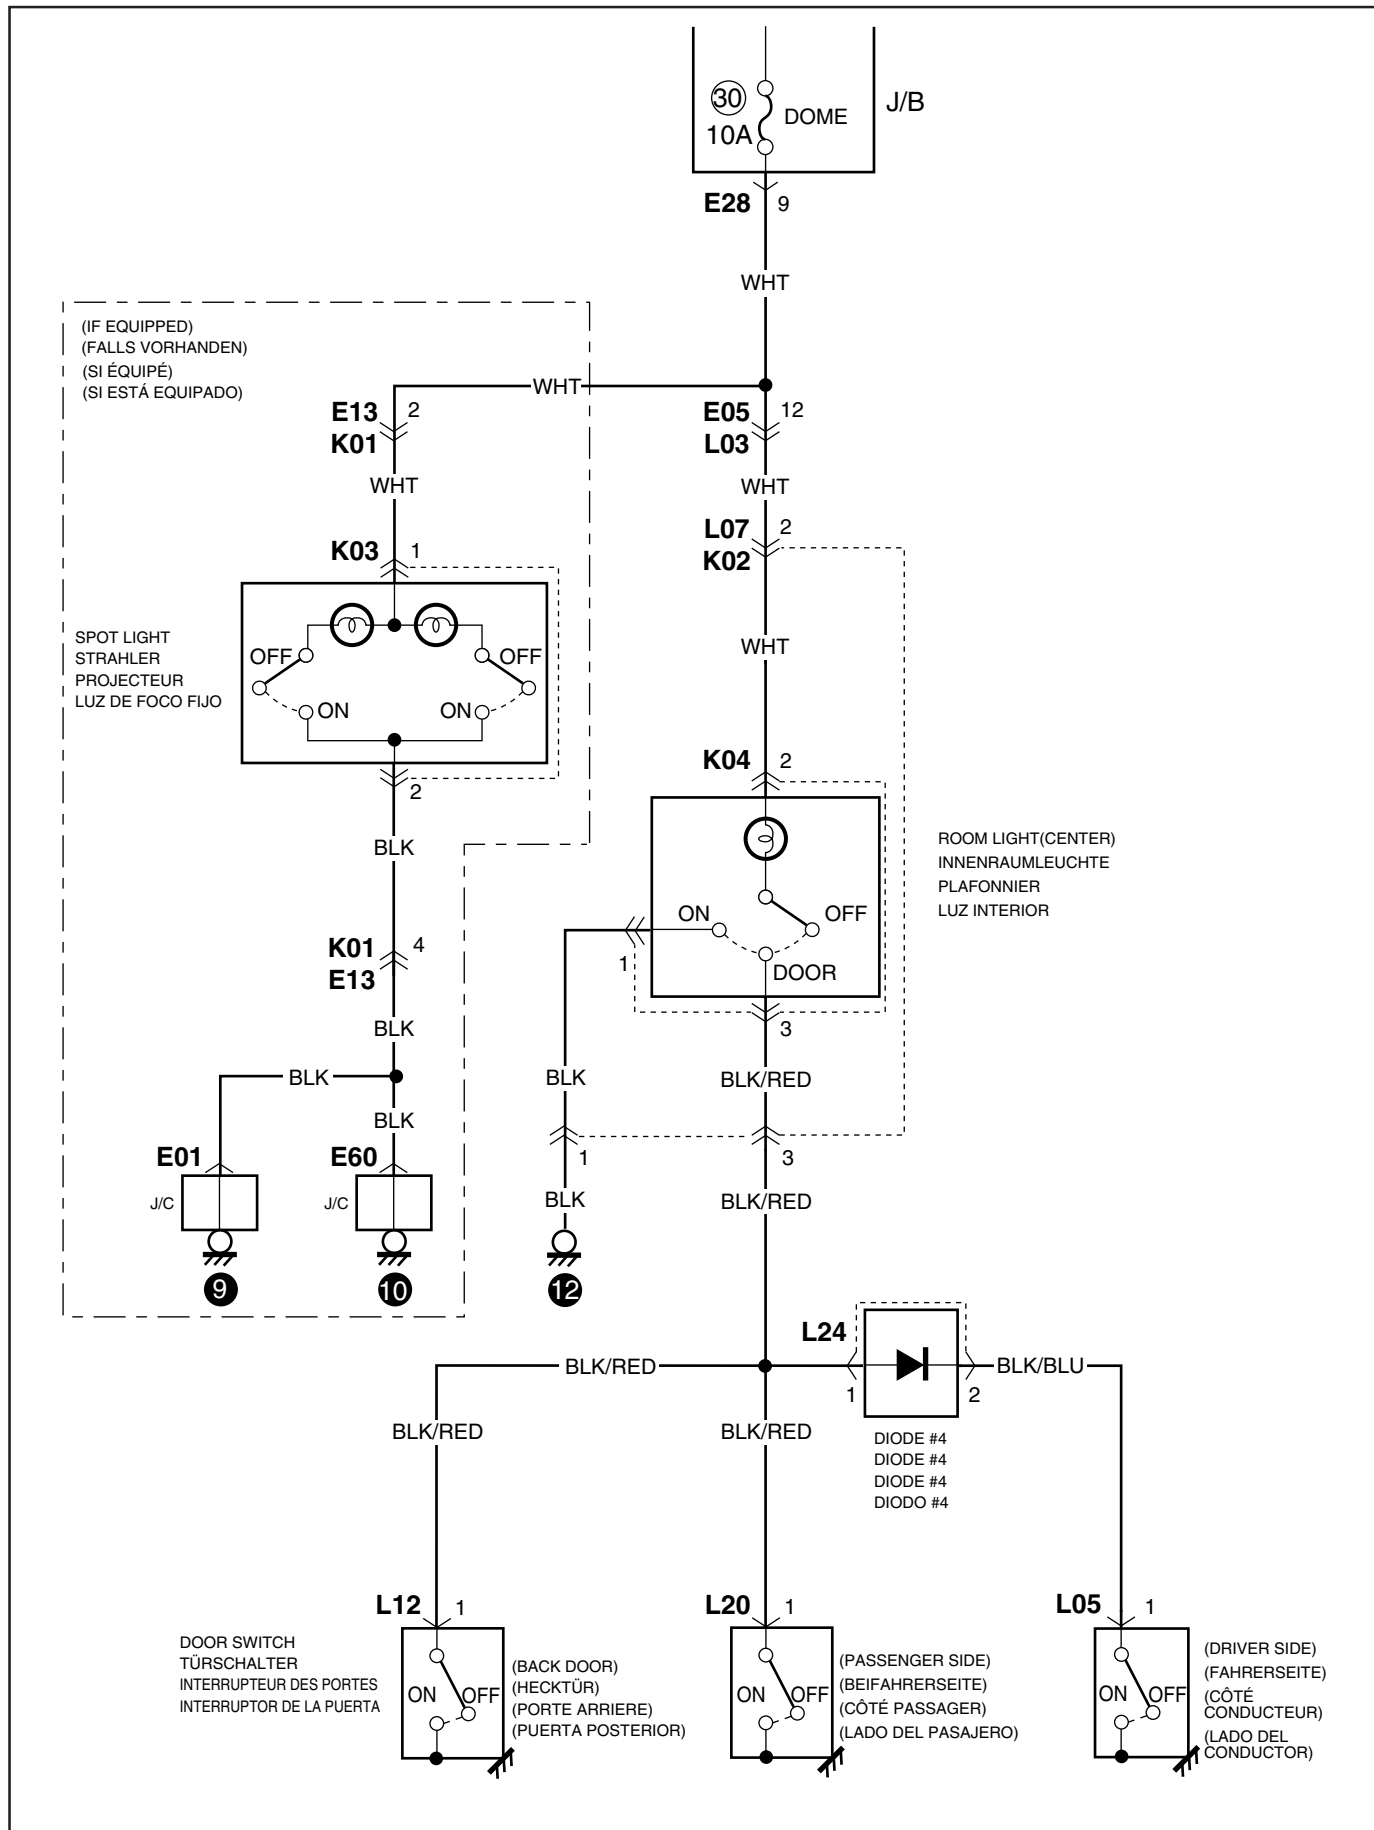 30
10A
DOME
J/B
E28
9
WHT
(IF EQUIPPED)
(FALLS VORHANDEN)
(SI ÉQUIPÉ)
(SI ESTÁ EQUIPADO)
WHT
E13
2
K01
E05
12
L03
WHT
WHT
L07
2
K02
K03
1
SPOT LIGHT
STRAHLER
PROJECTEUR
LUZ DE FOCO FIJO
OFF
OFF
ON
ON
WHT
2
K04
2
BLK
ROOM LIGHT(CENTER)
INNENRAUMLEUCHTE
PLAFONNIER
LUZ INTERIOR
ON
OFF
DOOR
1
3
K01
4
E13
BLK
BLK
BLK
BLK/RED
BLK
E01
E60
1
3
J/C
J/C
BLK
BLK/RED
9
10
12
L24
BLK/RED
1
2
BLK/BLU
BLK/RED
BLK/RED
DIODE #4
DIODE #4
DIODE #4
DIODO #4
L12
1
L20
1
L05
1
DOOR SWITCH
TÜRSCHALTER
INTERRUPTEUR DES PORTES
INTERRUPTOR DE LA PUERTA
ON
OFF
(BACK DOOR)
(HECKTÜR)
(PORTE ARRIERE)
(PUERTA POSTERIOR)
ON
OFF
(PASSENGER SIDE)
(BEIFAHRERSEITE)
(CÔTÉ PASSAGER)
(LADO DEL PASAJERO)
ON
OFF
(DRIVER SIDE)
(FAHRERSEITE)
(CÔTÉ
CONDUCTEUR)
(LADO DEL
CONDUCTOR)